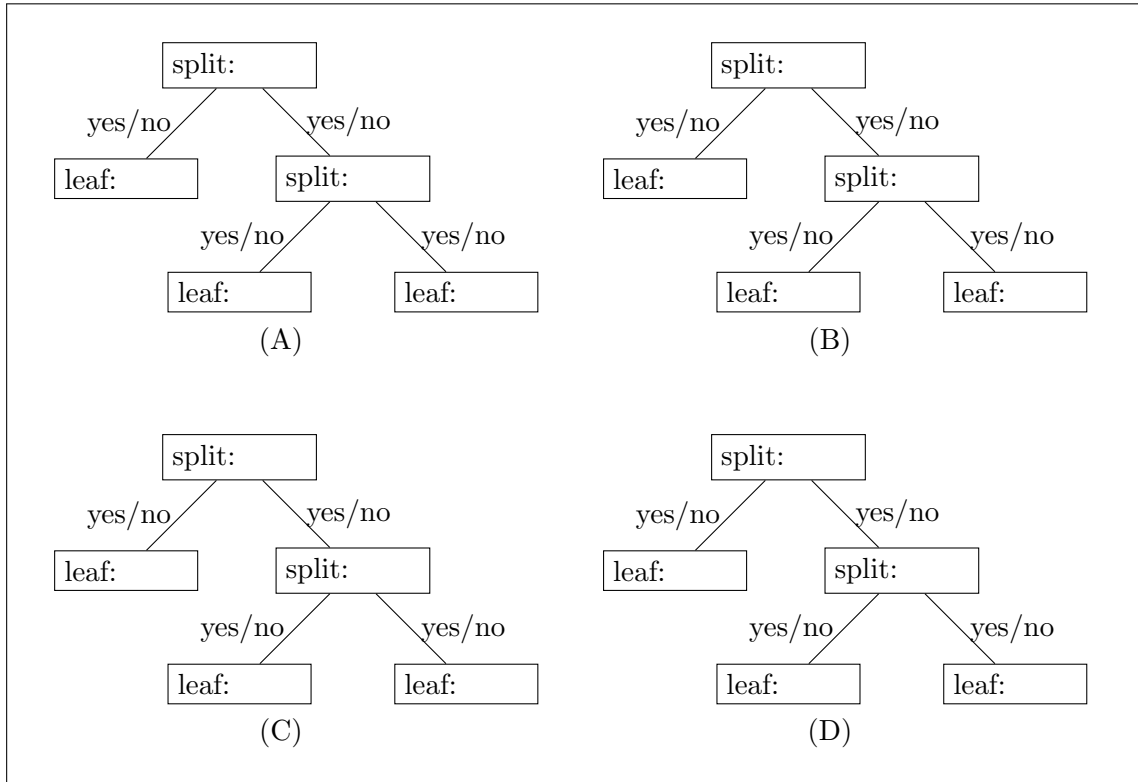 split:
yes/no yes/no
leaf: split:
yes/no yes/no
leaf: leaf:
(A)
split:
yes/no yes/no
leaf: split:
yes/no yes/no
leaf: leaf:
(B)
split:
yes/no yes/no
leaf: split:
yes/no yes/no
leaf: leaf:
(C)
split:
yes/no yes/no
leaf: split:
yes/no yes/no
leaf: leaf:
(D)